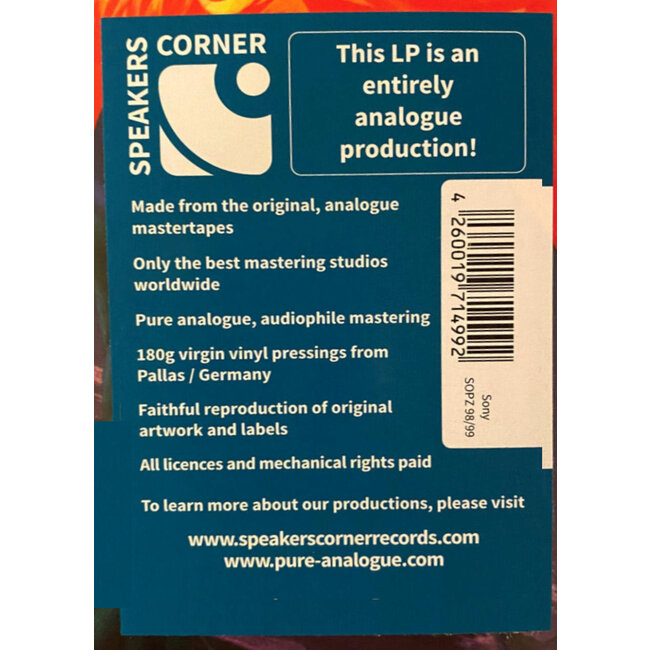 SPEAKERS
CORNER
This LP is an
entirely
analogue
production!
Made from the original, analogue
mastertapes
Only the best mastering studios
worldwide
Pure analogue, audiophile mastering
180g virgin vinyl pressings from
Pallas / Germany
Faithful reproduction of original
artwork and labels
All licences and mechanical rights paid
To learn more about our productions, please visit
www.speakerscornerrecords.com
www.pure-analogue.com
4 260019 714992
Sony
SOPZ 98/99